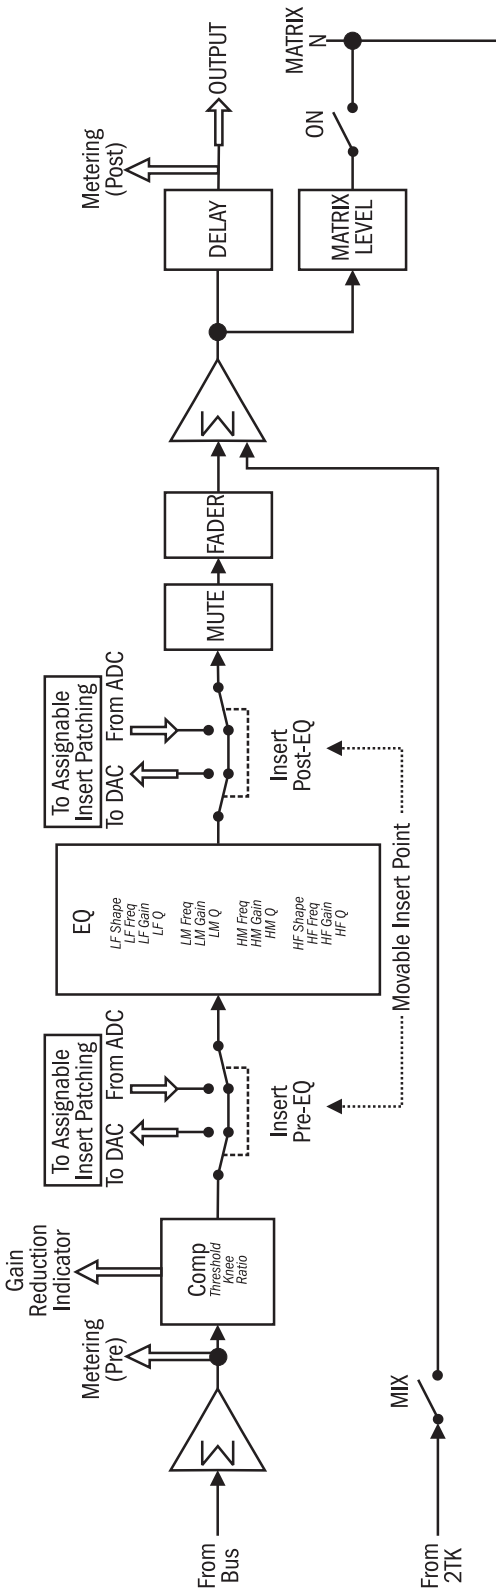 From
Bus
Σ
Metering
(Pre)
Gain
Reduction
Indicator
Comp
Threshold
Knee
Ratio
To Assignable
Insert Patching
To DAC
From ADC
Insert
Pre-EQ
EQ
LF Shape
LF Freq
LF Gain
LF Q
LM Freq
LM Gain
LM Q
HM Freq
HM Gain
HM Q
HF Shape
HF Freq
HF Gain
HF Q
Movable Insert Point
To Assignable
Insert Patching
To DAC
From ADC
Insert
Post-EQ
MUTE
FADER
Σ
DELAY
Metering
(Post)
OUTPUT
MATRIX
LEVEL
ON
MATRIX
N
From
2TK
MIX